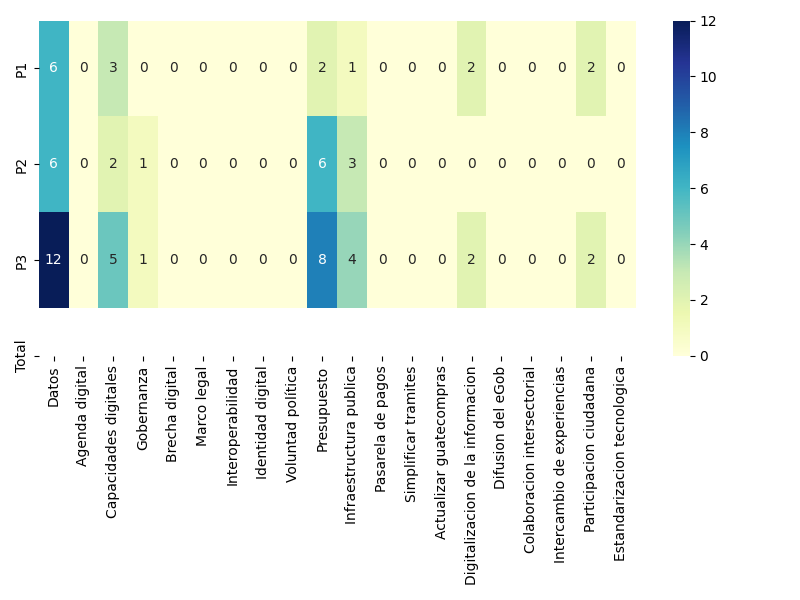 P1
6 0 3 0 0 0 0 0 0 2 1 0 0 0 2 0 0 0 2 0
P2
6 0 2 1 0 0 0 0 0 6 3 0 0 0 0 0 0 0 0 0
P3
12 0 5 1 0 0 0 0 0 8 4 0 0 0 2 0 0 0 2 0
Total
Datos
Agenda digital
Capacidades digitales
Gobernanza
Brecha digital
Marco legal
Interoperabilidad
Identidad digital
Voluntad politica
Presupuesto
Infraestructura publica
Pasarela de pagos
Simplificar tramites
Actualizar guatecompras
Digitalizacion de la informacion
Difusion del eGob
Colaboracion intersectorial
Intercambio de experiencias
Participacion ciudadana
Estandarizacion tecnologica
12
10
8
6
4
2
0